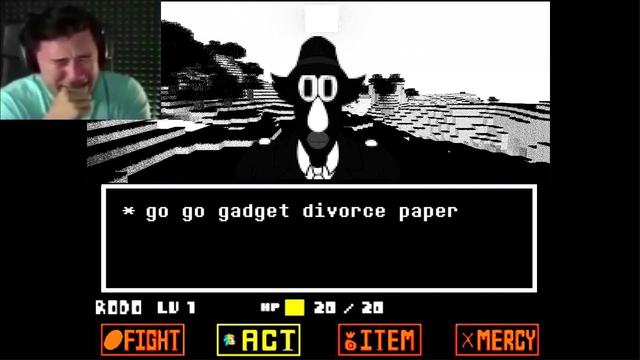 * go go gadget divorce paper
RODO LV 1 HP 20 / 20
FIGHT ACT ITEM MERCY